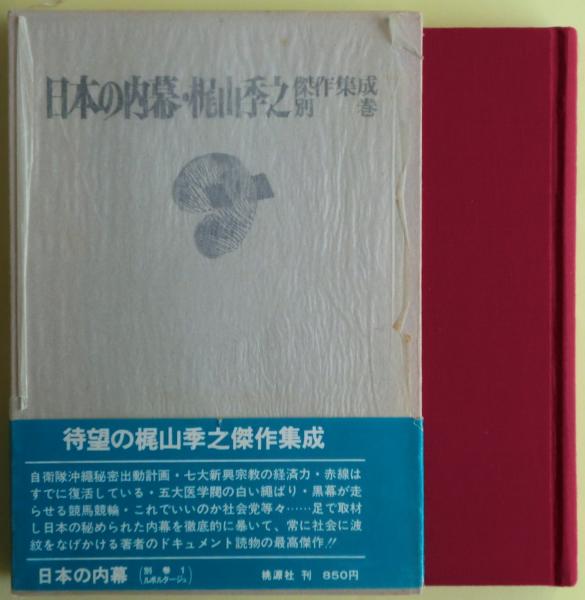 日本の内幕・梶山季之 傑作集成 別巻
待望の梶山季之傑作集成
自衛隊沖縄秘密出動計画・七大新興宗教の経済力・赤線は
すでに復活している・五大医学閥の白い縄ばり・黒幕が走
らせる競馬競輪・これでいいのか社会党等々……足で取材
し日本の秘められた内幕を徹底的に暴いて、常に社会に波
紋をなげかける著者のドキュメント読物の最高傑作!!
日本の内幕 (別巻1 ルポルタージュ) 桃源社 刊 850円